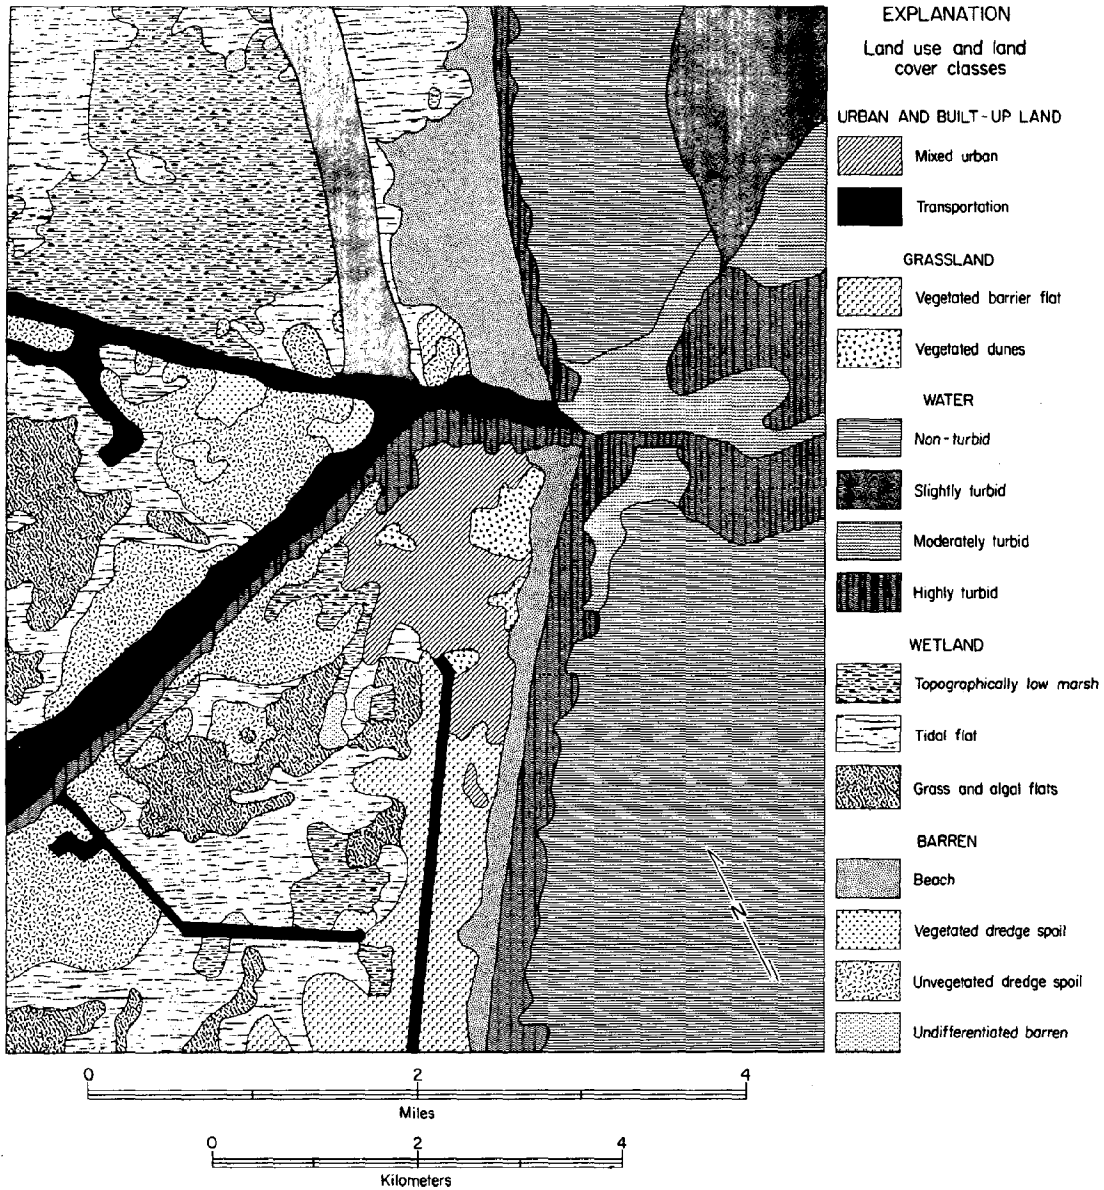 EXPLANATION
Land use and land
cover classes
URBAN AND BUILT-UP LAND
Mixed urban
Transportation
GRASSLAND
Vegetated barrier flat
Vegetated dunes
WATER
Non-turbid
Slightly turbid
Moderately turbid
Highly turbid
WETLAND
Topographically low marsh
Tidal flat
Grass and algal flats
BARREN
Beach
Vegetated dredge spoil
Unvegetated dredge spoil
Undifferentiated barren
N
0 2 4
Miles
0 2 4
Kilometers